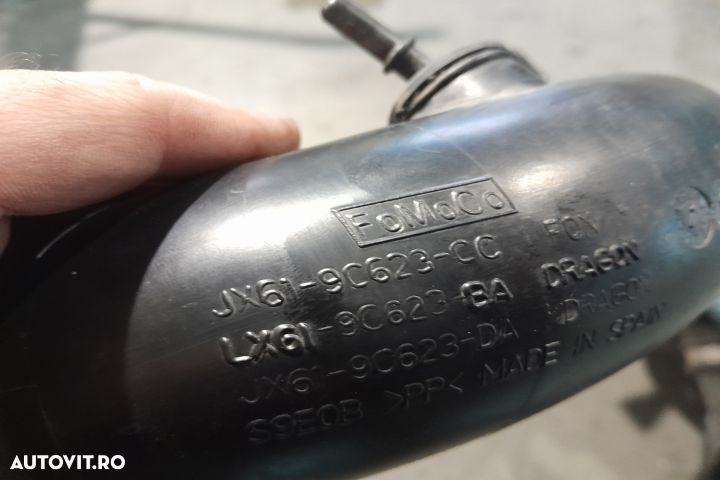 FoMoCo
JX61-9C623-CC FOX
LX61-9C623-BA DRAGON
JX61-9C623-DA DRAGON
S9E0B >PP< MADE IN SPAIN
AUTOVIT.RO